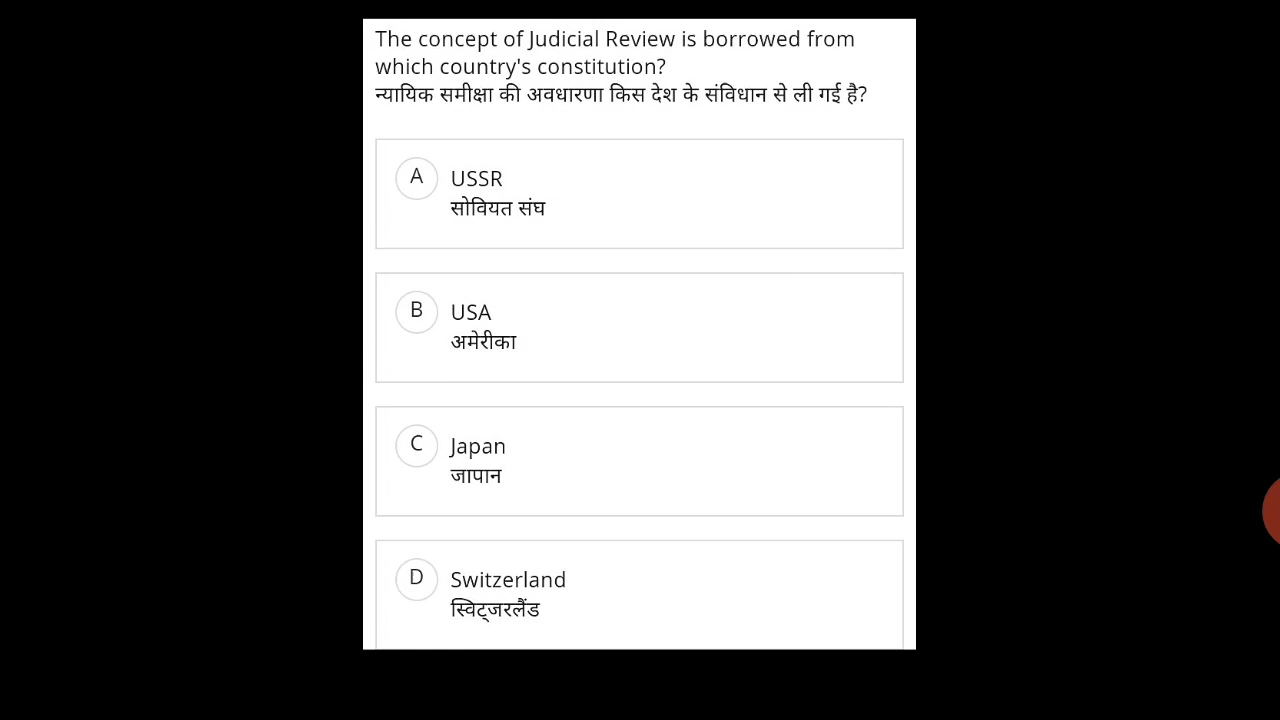 The concept of Judicial Review is borrowed from
which country's constitution?
न्यायिक समीक्षा की अवधारणा किस देश के संविधान से ली गई है?
A
USSR
सोवियत संघ
B
USA
अमेरीका
C
Japan
जापान
D
Switzerland
स्विट्जरलैंड